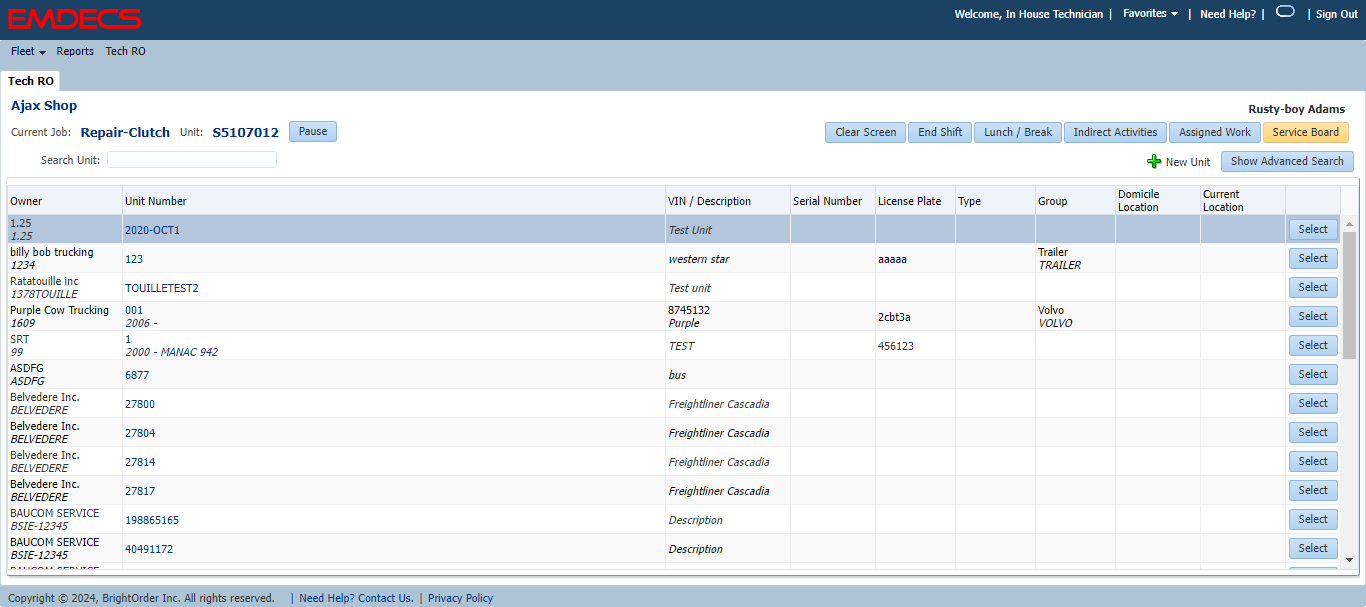 EMDECS
Welcome, In House Technician | Favorites | Need Help? | | Sign Out
Fleet Reports Tech RO
Tech RO
Ajax Shop
Rusty-boy Adams
Current Job: Repair-Clutch Unit: S5107012 Pause
Clear Screen End Shift Lunch / Break Indirect Activities Assigned Work Service Board
Search Unit:
New Unit Show Advanced Search
Owner Unit Number VIN / Description Serial Number License Plate Type Group Domicile Location Current Location
1.25
1.25 2020-OCT1 Test Unit Select
billy bob trucking Trailer
1234 123 western star aaaaa TRAILER Select
Ratatouille inc
1378TOUILLE TOUILLETEST2 Test unit Select
Purple Cow Trucking 001 8745132 Volvo
1609 2006 - Purple 2cbt3a VOLVO Select
SRT 1
99 2000 - MANAC 942 TEST 456123 Select
ASDFG
ASDFG 6877 bus Select
Belvedere Inc.
BELVEDERE 27800 Freightliner Cascadia Select
Belvedere Inc.
BELVEDERE 27804 Freightliner Cascadia Select
Belvedere Inc.
BELVEDERE 27814 Freightliner Cascadia Select
Belvedere Inc.
BELVEDERE 27817 Freightliner Cascadia Select
BAUCOM SERVICE
BSIE-12345 198865165 Description Select
BAUCOM SERVICE
BSIE-12345 40491172 Description Select
BAUCOM SERVICE
Copyright © 2024, BrightOrder Inc. All rights reserved. | Need Help? Contact Us. | Privacy Policy